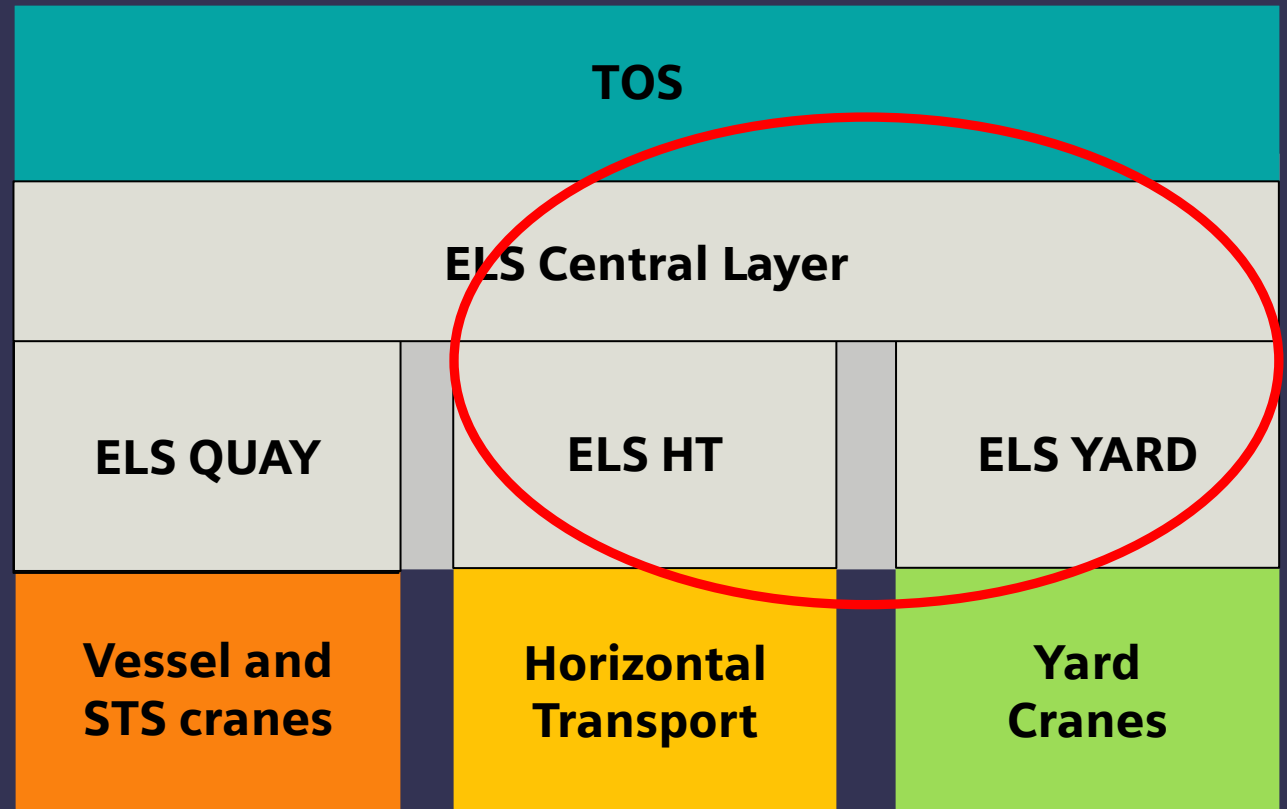 TOS
ELS Central Layer
ELS QUAY
ELS HT
ELS YARD
Vessel and
STS cranes
Horizontal
Transport
Yard
Cranes